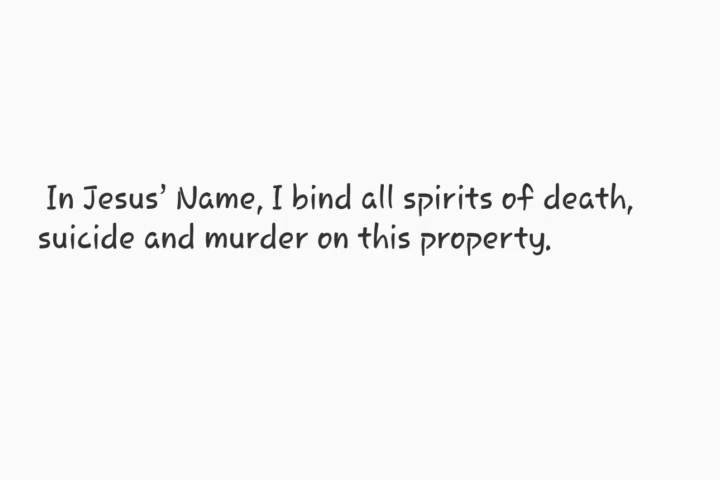 In Jesus’ Name, I bind all spirits of death,
suicide and murder on this property.